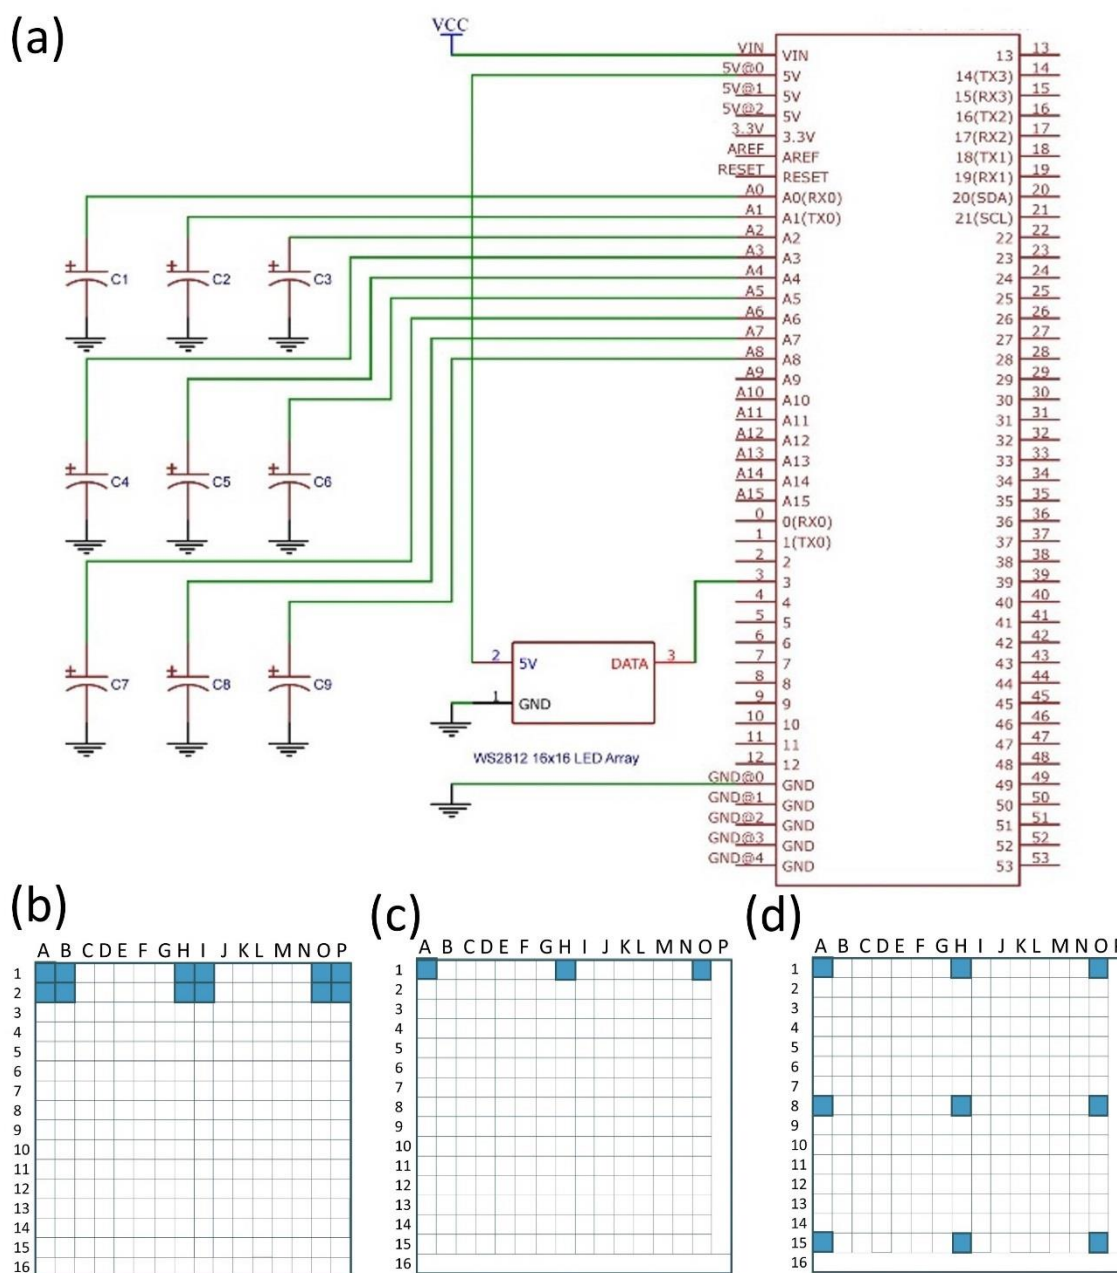 (a)
VCC
VIN VIN 13 13
5V@0 5V 14(TX3) 14
5V@1 5V 15(RX3) 15
5V@2 5V 16(TX2) 16
3.3V 3.3V 17(RX2) 17
AREF AREF 18(TX1) 18
RESET RESET 19(RX1) 19
A0 A0(RX0) 20(SDA) 20
A1 A1(TX0) 21(SCL) 21
A2 A2 22 22
A3 A3 23 23
A4 A4 24 24
A5 A5 25 25
A6 A6 26 26
A7 A7 27 27
A8 A8 28 28
A9 A9 29 29
A10 A10 30 30
A11 A11 31 31
A12 A12 32 32
A13 A13 33 33
A14 A14 34 34
A15 A15 35 35
0 0(RX0) 36 36
1 1(TX0) 37 37
2 2 38 38
3 3 39 39
4 4 40 40
5 5 41 41
6 6 42 42
7 7 43 43
8 8 44 44
9 9 45 45
10 10 46 46
11 11 47 47
12 12 48 48
GND@0 GND 49 49
GND@1 GND 50 50
GND@2 GND 51 51
GND@3 GND 52 52
GND@4 GND 53 53
+ C1 + C2 + C3
+ C4 + C5 + C6
+ C7 + C8 + C9
2 5V DATA 3
1 GND
WS2812 16x16 LED Array
(b)
A B C D E F G H I J K L M N O P
1
2
3
4
5
6
7
8
9
10
11
12
13
14
15
16
(c)
A B C D E F G H I J K L M N O P
1
2
3
4
5
6
7
8
9
10
11
12
13
14
15
16
(d)
A B C D E F G H I J K L M N O
1
2
3
4
5
6
7
8
9
10
11
12
13
14
15
16